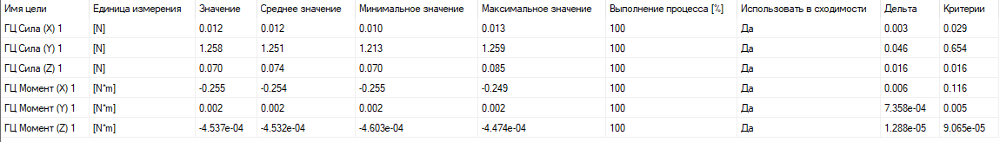 Имя цели Единица измерения Значение Среднее значение Минимальное значение Максимальное значение Выполнение процесса [%] Использовать в сходимости Дельта Критерии
ГЦ Сила (X) 1 [N] 0.012 0.012 0.010 0.013 100 Да 0.003 0.029
ГЦ Сила (Y) 1 [N] 1.258 1.251 1.213 1.259 100 Да 0.046 0.654
ГЦ Сила (Z) 1 [N] 0.070 0.074 0.070 0.085 100 Да 0.016 0.016
ГЦ Момент (X) 1 [N*m] -0.255 -0.254 -0.255 -0.249 100 Да 0.006 0.116
ГЦ Момент (Y) 1 [N*m] 0.002 0.002 0.002 0.002 100 Да 7.358e-04 0.005
ГЦ Момент (Z) 1 [N*m] -4.537e-04 -4.532e-04 -4.603e-04 -4.474e-04 100 Да 1.288e-05 9.065e-05